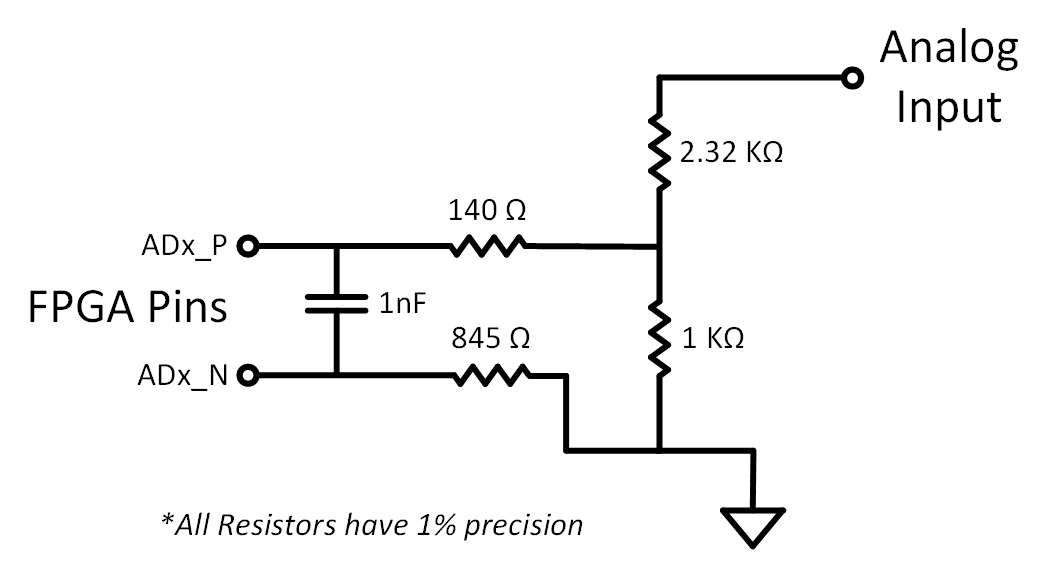 Analog
Input
2.32 KΩ
140 Ω
ADx_P
FPGA Pins
1nF
845 Ω
1 KΩ
ADx_N
*All Resistors have 1% precision